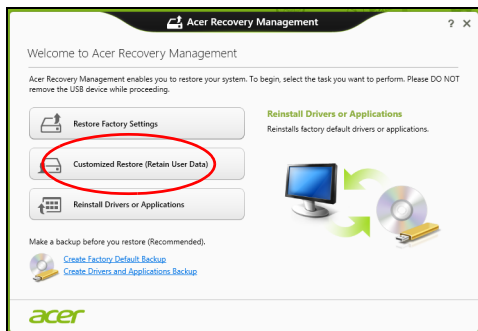 Acer Recovery Management
? ×
Welcome to Acer Recovery Management
Acer Recovery Management enables you to restore your system. To begin, select the task you want to perform. Please DO NOT
remove the USB device while proceeding.
Restore Factory Settings
Customized Restore (Retain User Data)
Reinstall Drivers or Applications
Reinstall Drivers or Applications
Reinstalls factory default drivers or applications.
Make a backup before you restore (Recommended).
Create Factory Default Backup
Create Drivers and Applications Backup
acer